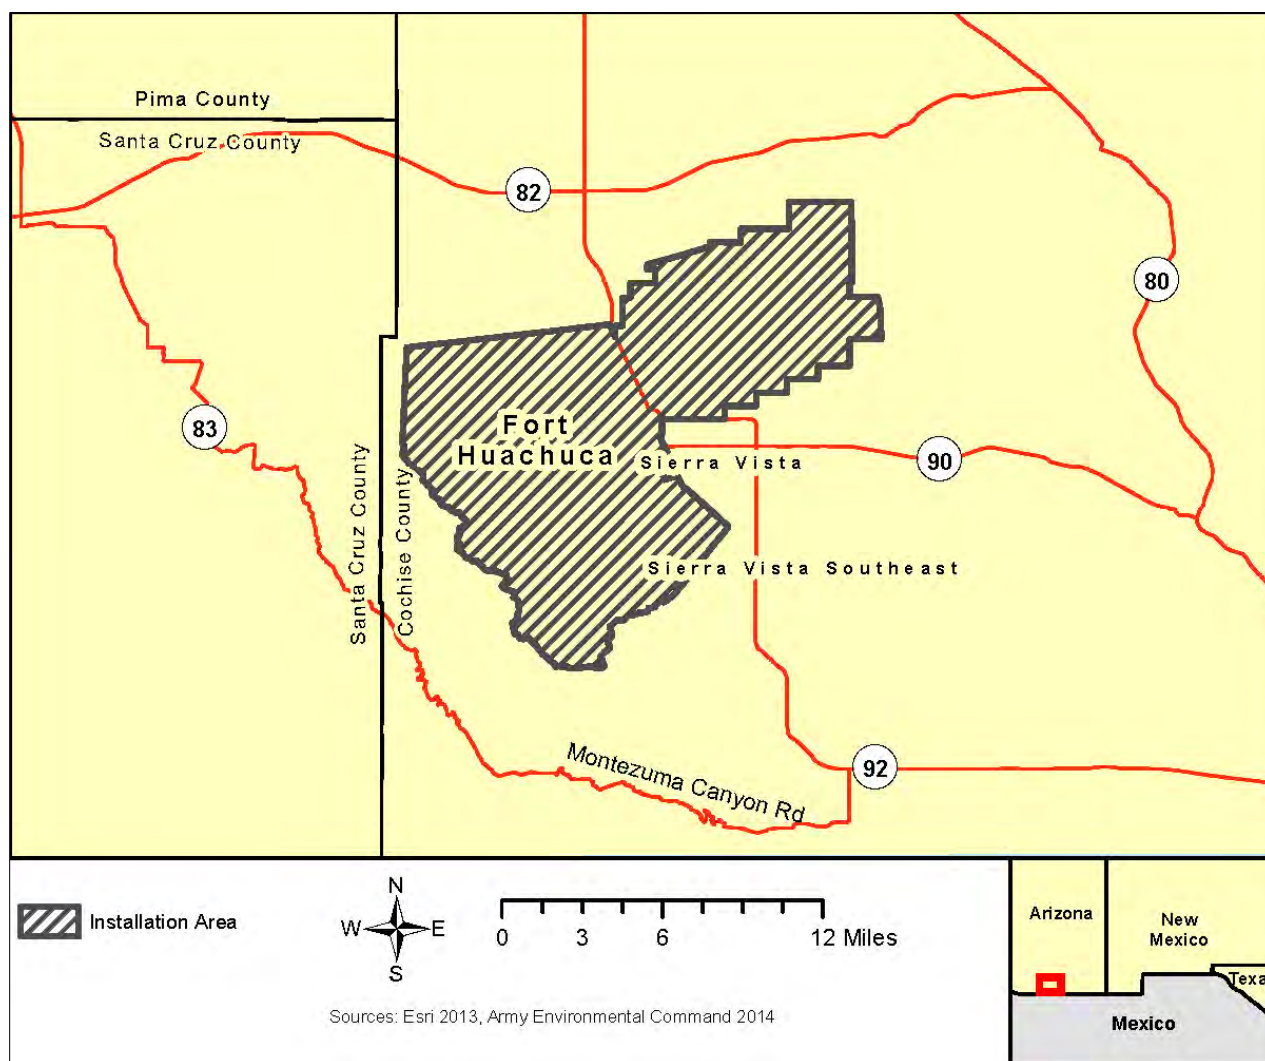 Pima County
Santa Cruz County
82
80
83
Fort
Huachuca
Sierra Vista
90
Santa Cruz County
Cochise County
Sierra Vista Southeast
Montezuma Canyon Rd
92
Installation Area
N
W
E
S
0
3
6
12 Miles
Sources: Esri 2013, Army Environmental Command 2014
Arizona
New
Mexico
Texa
Mexico